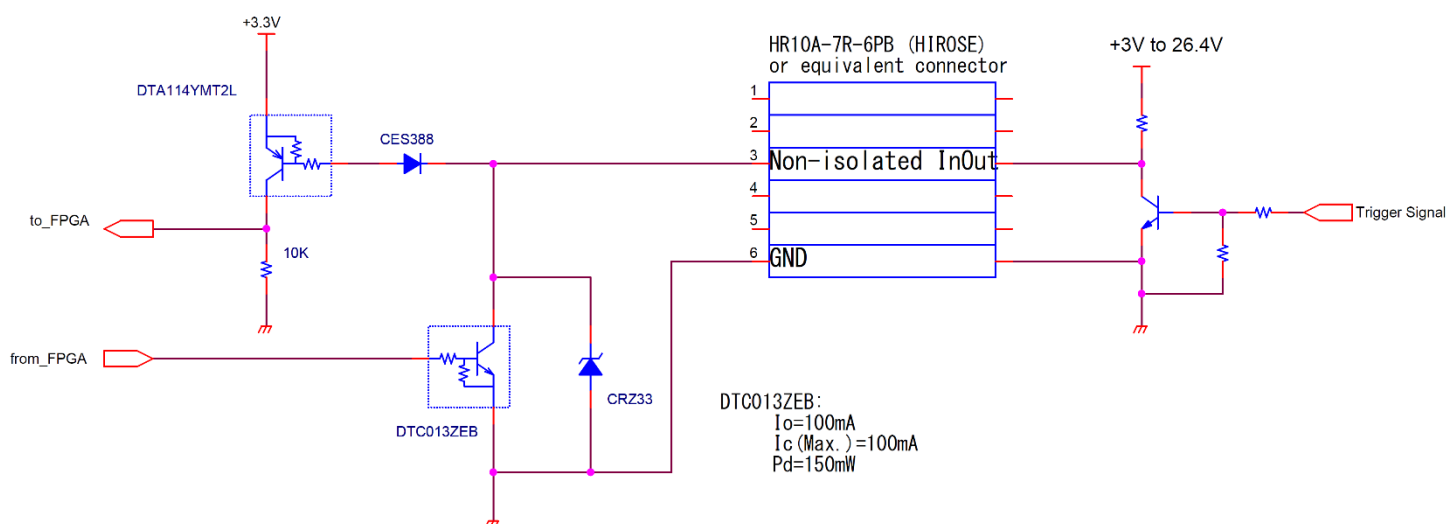 +3.3V
DTA114YMT2L
CES388
to_FPGA
10K
from_FPGA
DTC013ZEB
CRZ33
HR10A-7R-6PB (HIROSE)
or equivalent connector
1
2
3 Non-isolated InOut
4
5
6 GND
+3V to 26.4V
Trigger Signal
DTC013ZEB:
Io=100mA
Ic(Max.)=100mA
Pd=150mW